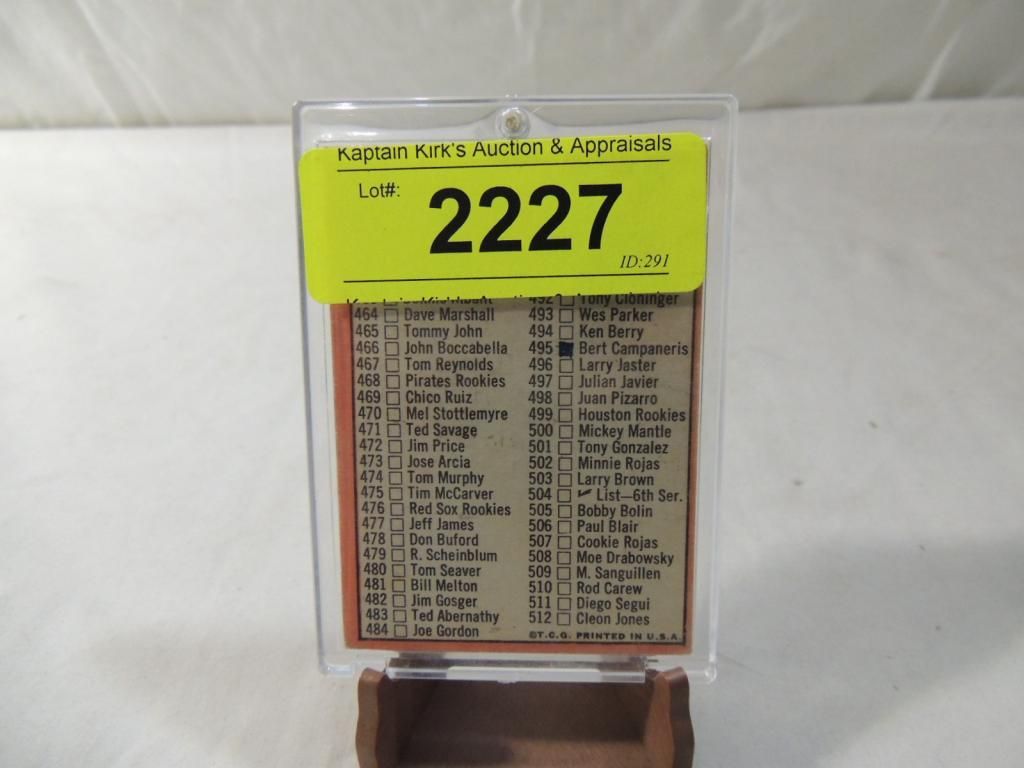 Kaptain Kirk's Auction & Appraisals
Lot#:
2227
ID:291
464 Dave Marshall
465 Tommy John
466 John Boccabella
467 Tom Reynolds
468 Pirates Rookies
469 Chico Ruiz
470 Mel Stottlemyre
471 Ted Savage
472 Jim Price
473 Jose Arcia
474 Tom Murphy
475 Tim McCarver
476 Red Sox Rookies
477 Jeff James
478 Don Buford
479 R. Scheinblum
480 Tom Seaver
481 Bill Melton
482 Jim Gosger
483 Ted Abernathy
484 Joe Gordon
492 Tony Cloninger
493 Wes Parker
494 Ken Berry
495 Bert Campaneris
496 Larry Jaster
497 Julian Javier
498 Juan Pizarro
499 Houston Rookies
500 Mickey Mantle
501 Tony Gonzalez
502 Minnie Rojas
503 Larry Brown
504 List—6th Ser.
505 Bobby Bolin
506 Paul Blair
507 Cookie Rojas
508 Moe Drabowsky
509 M. Sanguillen
510 Rod Carew
511 Diego Segui
512 Cleon Jones
©T.C.G. PRINTED IN U.S.A.